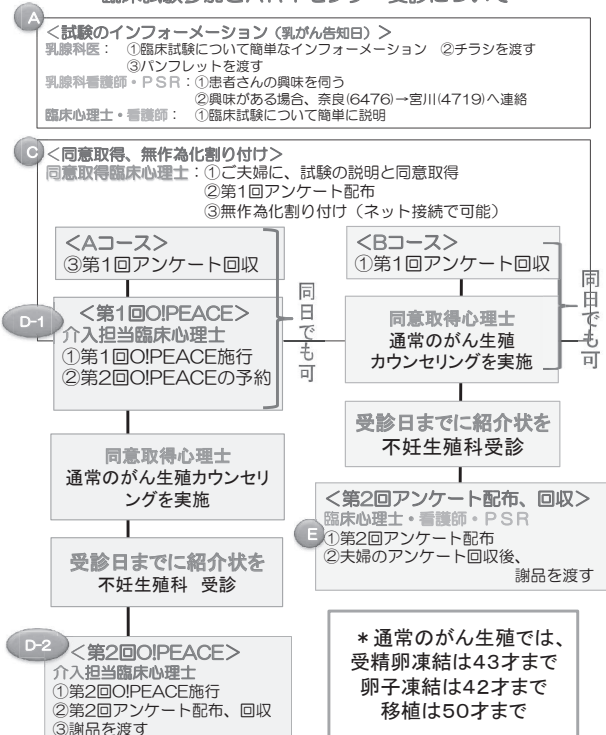 A
<試験のインフォーメーション(乳がん告知日)>
乳腺科医： ①臨床試験について簡単なインフォーメーション ②チラシを渡す
③パンフレットを渡す
乳腺科看護師・PSR：①患者さんの興味を伺う
②興味がある場合、奈良(6476)→宮川(4719)へ連絡
臨床心理士・看護師： ①臨床試験について簡単に説明
C
<同意取得、無作為化割り付け>
同意取得臨床心理士：①ご夫婦に、試験の説明と同意取得
②第1回アンケート配布
③無作為化割り付け（ネット接続で可能）
<Aコース>
③第1回アンケート回収
同日でも可
D-1
<第1回O!PEACE>
介入担当臨床心理士
①第1回O!PEACE施行
②第2回O!PEACEの予約
同意取得心理士
通常のがん生殖カウンセリ
ングを実施
受診日までに紹介状を
不妊生殖科 受診
D-2
<第2回O!PEACE>
介入担当臨床心理士
①第2回O!PEACE施行
②第2回アンケート配布、回収
③謝品を渡す
<Bコース>
①第1回アンケート回収
同日でも可
同意取得心理士
通常のがん生殖
カウンセリングを実施
受診日までに紹介状を
不妊生殖科受診
E
<第2回アンケート配布、回収>
臨床心理士・看護師・PSR
①第2回アンケート配布
②夫婦のアンケート回収後、
謝品を渡す
＊通常のがん生殖では、
受精卵凍結は43才まで
卵子凍結は42才まで
移植は50才まで